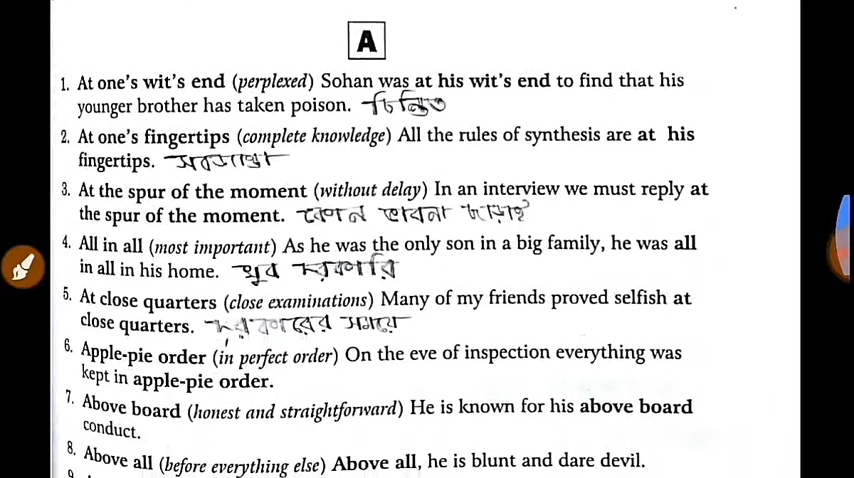 A
1. At one's wit's end (perplexed) Sohan was at his wit's end to find that his
younger brother has taken poison. চিন্তিত
2. At one's fingertips (complete knowledge) All the rules of synthesis are at his
fingertips. সবজান্তা
3. At the spur of the moment (without delay) In an interview we must reply at
the spur of the moment. কোন ভাবনা ছাড়াই
4. All in all (most important) As he was the only son in a big family, he was all
in all in his home. খুব দরকারি
5. At close quarters (close examinations) Many of my friends proved selfish at
close quarters. দরকারের সময়ে
6. Apple-pie order (in perfect order) On the eve of inspection everything was
kept in apple-pie order.
7. Above board (honest and straightforward) He is known for his above board
conduct.
8. Above all (before everything else) Above all, he is blunt and dare devil.